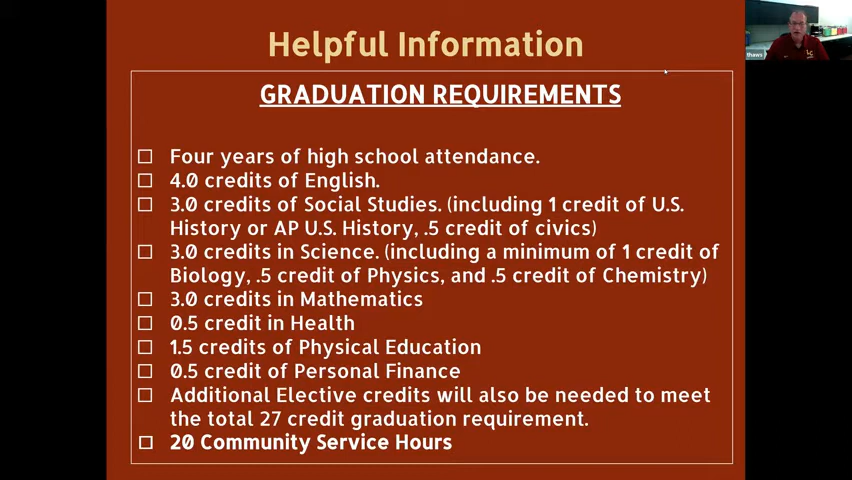 Helpful Information
GRADUATION REQUIREMENTS
☐ Four years of high school attendance.
☐ 4.0 credits of English.
☐ 3.0 credits of Social Studies. (including 1 credit of U.S.
History or AP U.S. History, .5 credit of civics)
☐ 3.0 credits in Science. (including a minimum of 1 credit of
Biology, .5 credit of Physics, and .5 credit of Chemistry)
☐ 3.0 credits in Mathematics
☐ 0.5 credit in Health
☐ 1.5 credits of Physical Education
☐ 0.5 credit of Personal Finance
☐ Additional Elective credits will also be needed to meet
the total 27 credit graduation requirement.
☐ 20 Community Service Hours
thaws